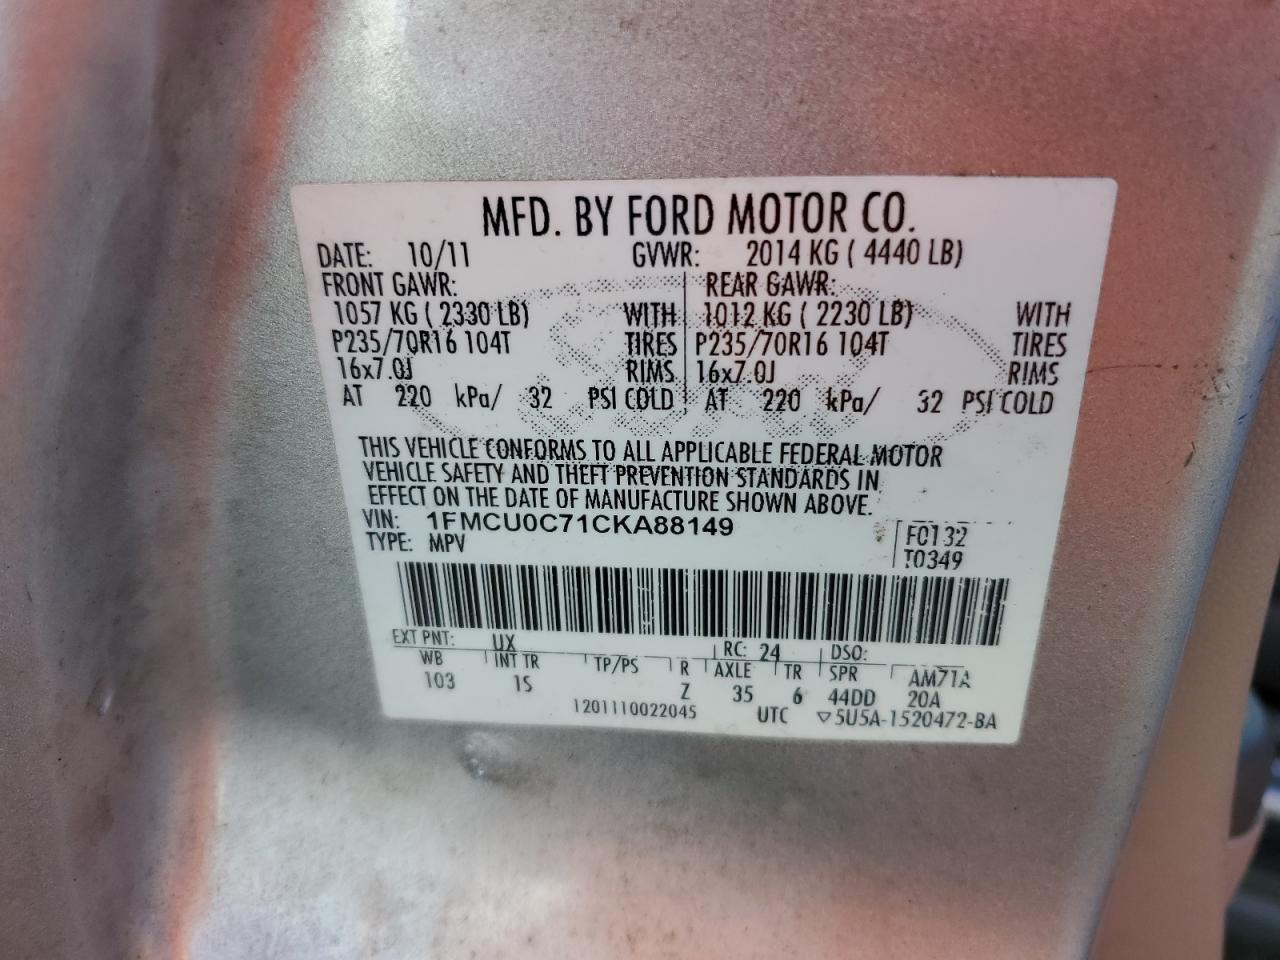 MFD. BY FORD MOTOR CO.
DATE: 10/11 GVWR: 2014 KG ( 4440 LB)
FRONT GAWR: REAR GAWR:
1057 KG ( 2330 LB) WITH 1012 KG ( 2230 LB) WITH
P235/70R16 104T TIRES P235/70R16 104T TIRES
16x7.0J RIMS 16x7.0J RIMS
AT 220 kPa/ 32 PSI COLD AT 220 kPa/ 32 PSI COLD
THIS VEHICLE CONFORMS TO ALL APPLICABLE FEDERAL MOTOR
VEHICLE SAFETY AND THEFT PREVENTION STANDARDS IN
EFFECT ON THE DATE OF MANUFACTURE SHOWN ABOVE.
VIN: 1FMCU0C71CKA88149 F0132
TYPE: MPV T0349
EXT PNT: UX RC: 24 DSO:
WB INT TR TP/PS R AXLE TR SPR AM71A
103 1S Z 35 6 44DD 20A
1201110022045 UTC ▽5U5A-1520472-BA